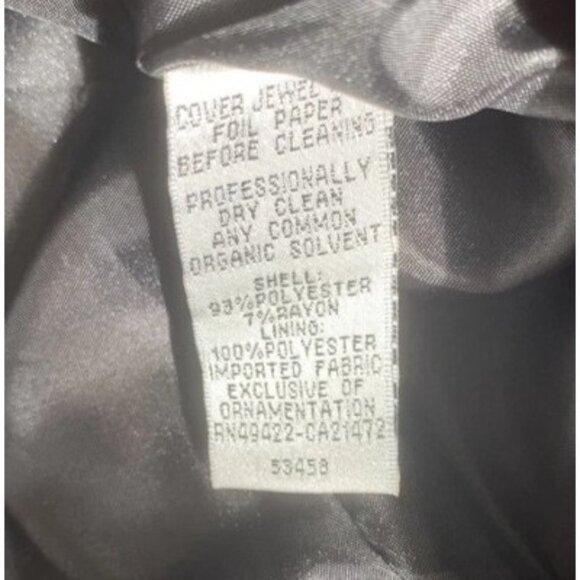 COVER JEWEL
FOIL PAPER
BEFORE CLEANING
PROFESSIONALLY
DRY CLEAN
ANY COMMON
ORGANIC SOLVENT
SHELL:
93%POLYESTER
7%RAYON
LINING:
100%POLYESTER
IMPORTED FABRIC
EXCLUSIVE OF
ORNAMENTATION
RN49422-CA21472
53458